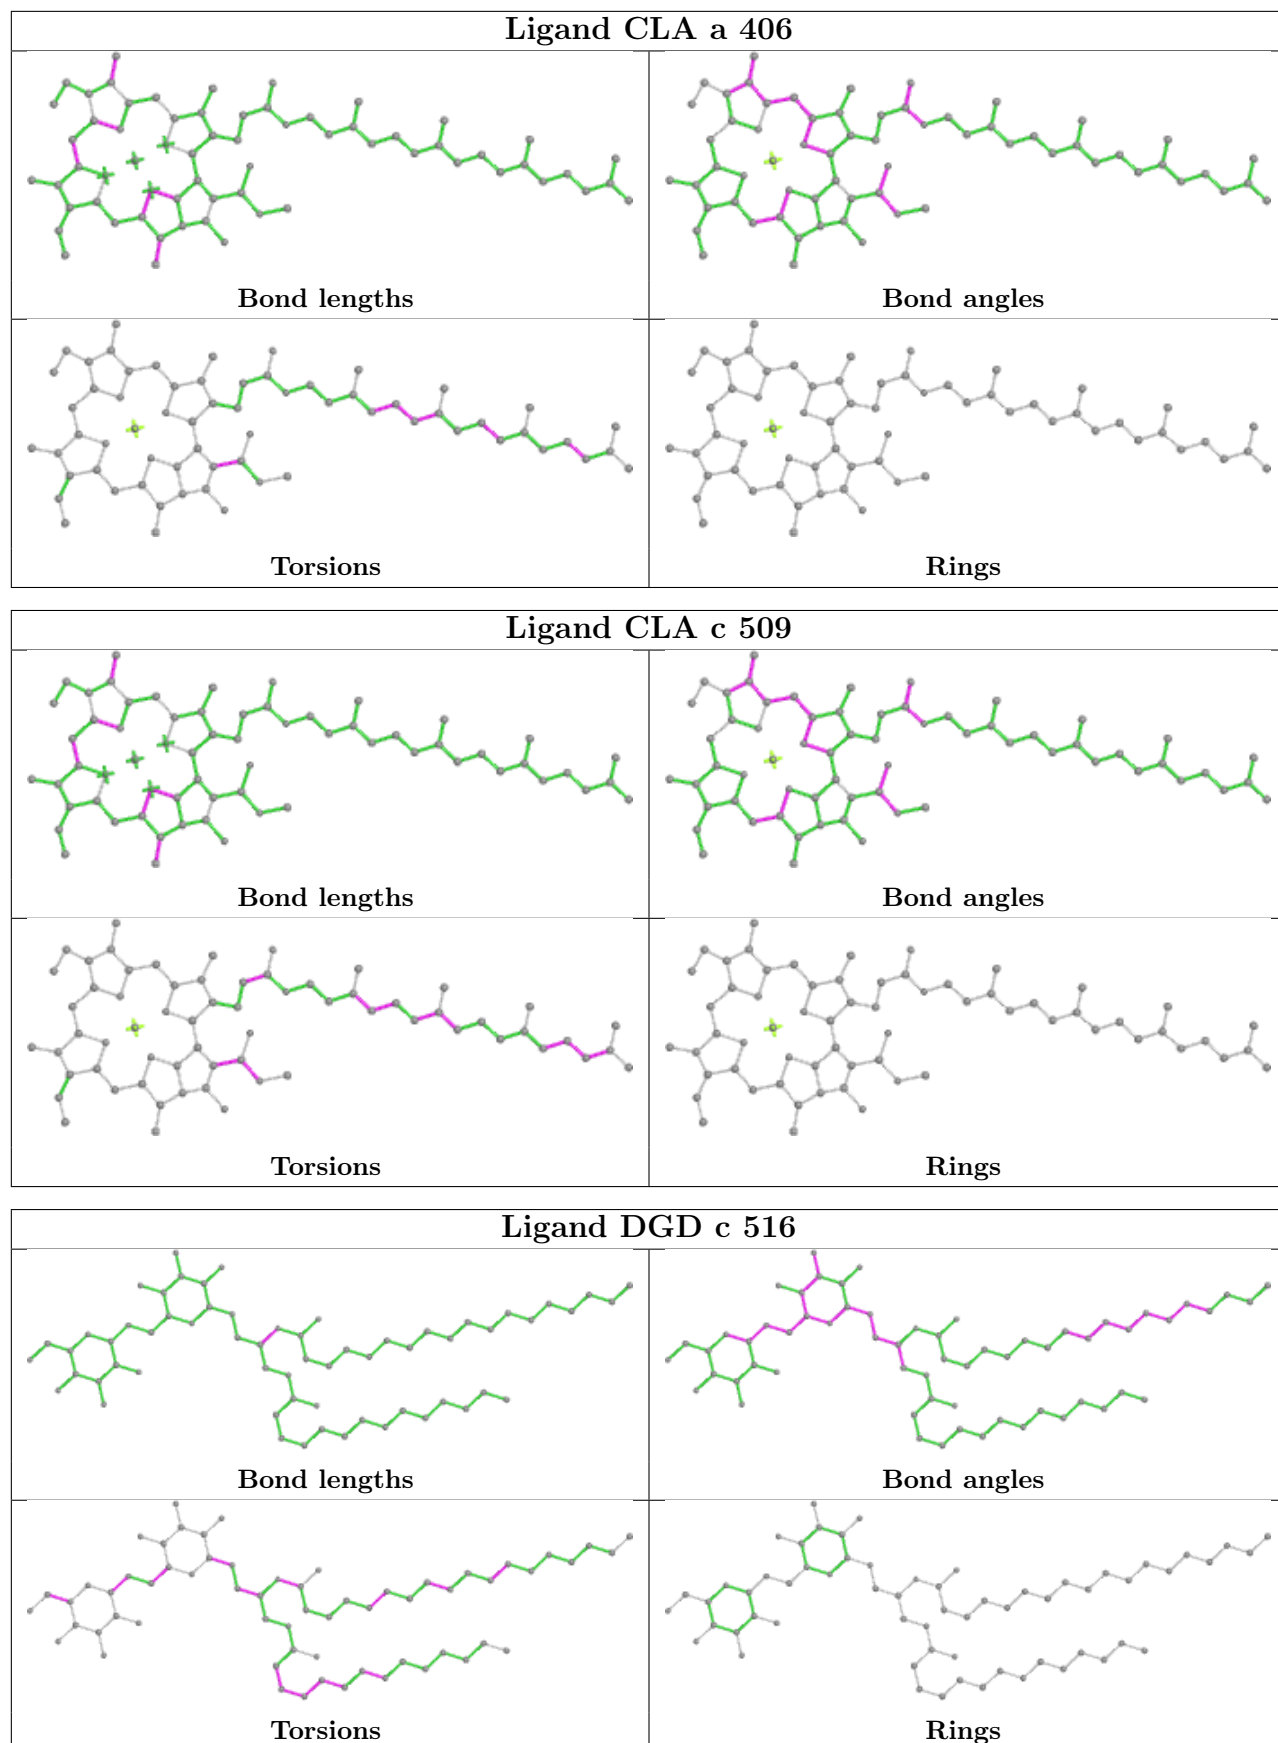 Ligand CLA a 406
Bond lengths
Bond angles
Torsions
Rings
Ligand CLA c 509
Bond lengths
Bond angles
Torsions
Rings
Ligand DGD c 516
Bond lengths
Bond angles
Torsions
Rings